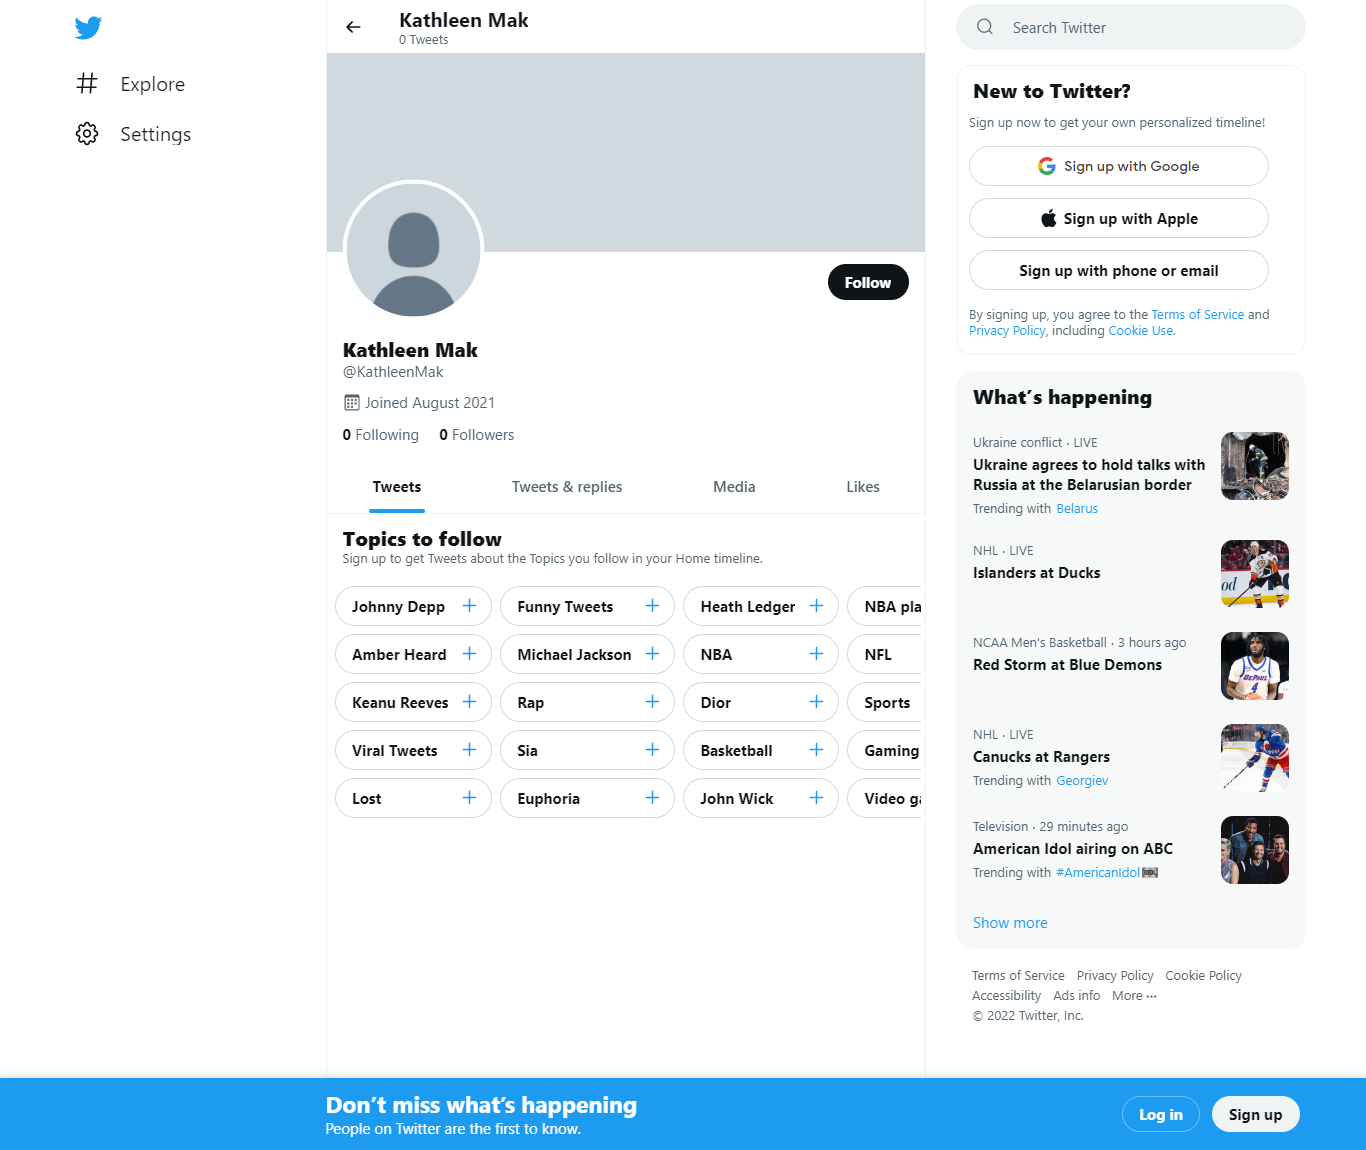 Explore
Settings
Kathleen Mak
0 Tweets
Follow
Kathleen Mak
@KathleenMak
Joined August 2021
0 Following 0 Followers
Tweets Tweets & replies Media Likes
Topics to follow
Sign up to get Tweets about the Topics you follow in your Home timeline.
Johnny Depp Funny Tweets Heath Ledger NBA pla
Amber Heard Michael Jackson NBA NFL
Keanu Reeves Rap Dior Sports
Viral Tweets Sia Basketball Gaming
Lost Euphoria John Wick Video ga
Search Twitter
New to Twitter?
Sign up now to get your own personalized timeline!
Sign up with Google
Sign up with Apple
Sign up with phone or email
By signing up, you agree to the Terms of Service and
Privacy Policy, including Cookie Use.
What's happening
Ukraine conflict · LIVE
Ukraine agrees to hold talks with
Russia at the Belarusian border
Trending with Belarus
NHL · LIVE
Islanders at Ducks
NCAA Men's Basketball · 3 hours ago
Red Storm at Blue Demons
NHL · LIVE
Canucks at Rangers
Trending with Georgiev
Television · 29 minutes ago
American Idol airing on ABC
Trending with #AmericanIdol
Show more
Terms of Service Privacy Policy Cookie Policy
Accessibility Ads info More ···
© 2022 Twitter, Inc.
Don't miss what's happening
People on Twitter are the first to know.
Log in Sign up